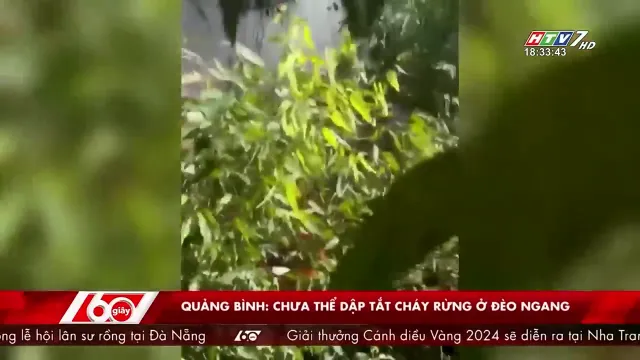 HTV7 HD
18:33:43
60 giây
QUẢNG BÌNH: CHƯA THỂ DẬP TẮT CHÁY RỪNG Ở ĐÈO NGANG
lễ hội lân sư rồng tại Đà Nẵng 60 Giải thưởng Cánh diều Vàng 2024 sẽ diễn ra tại Nha